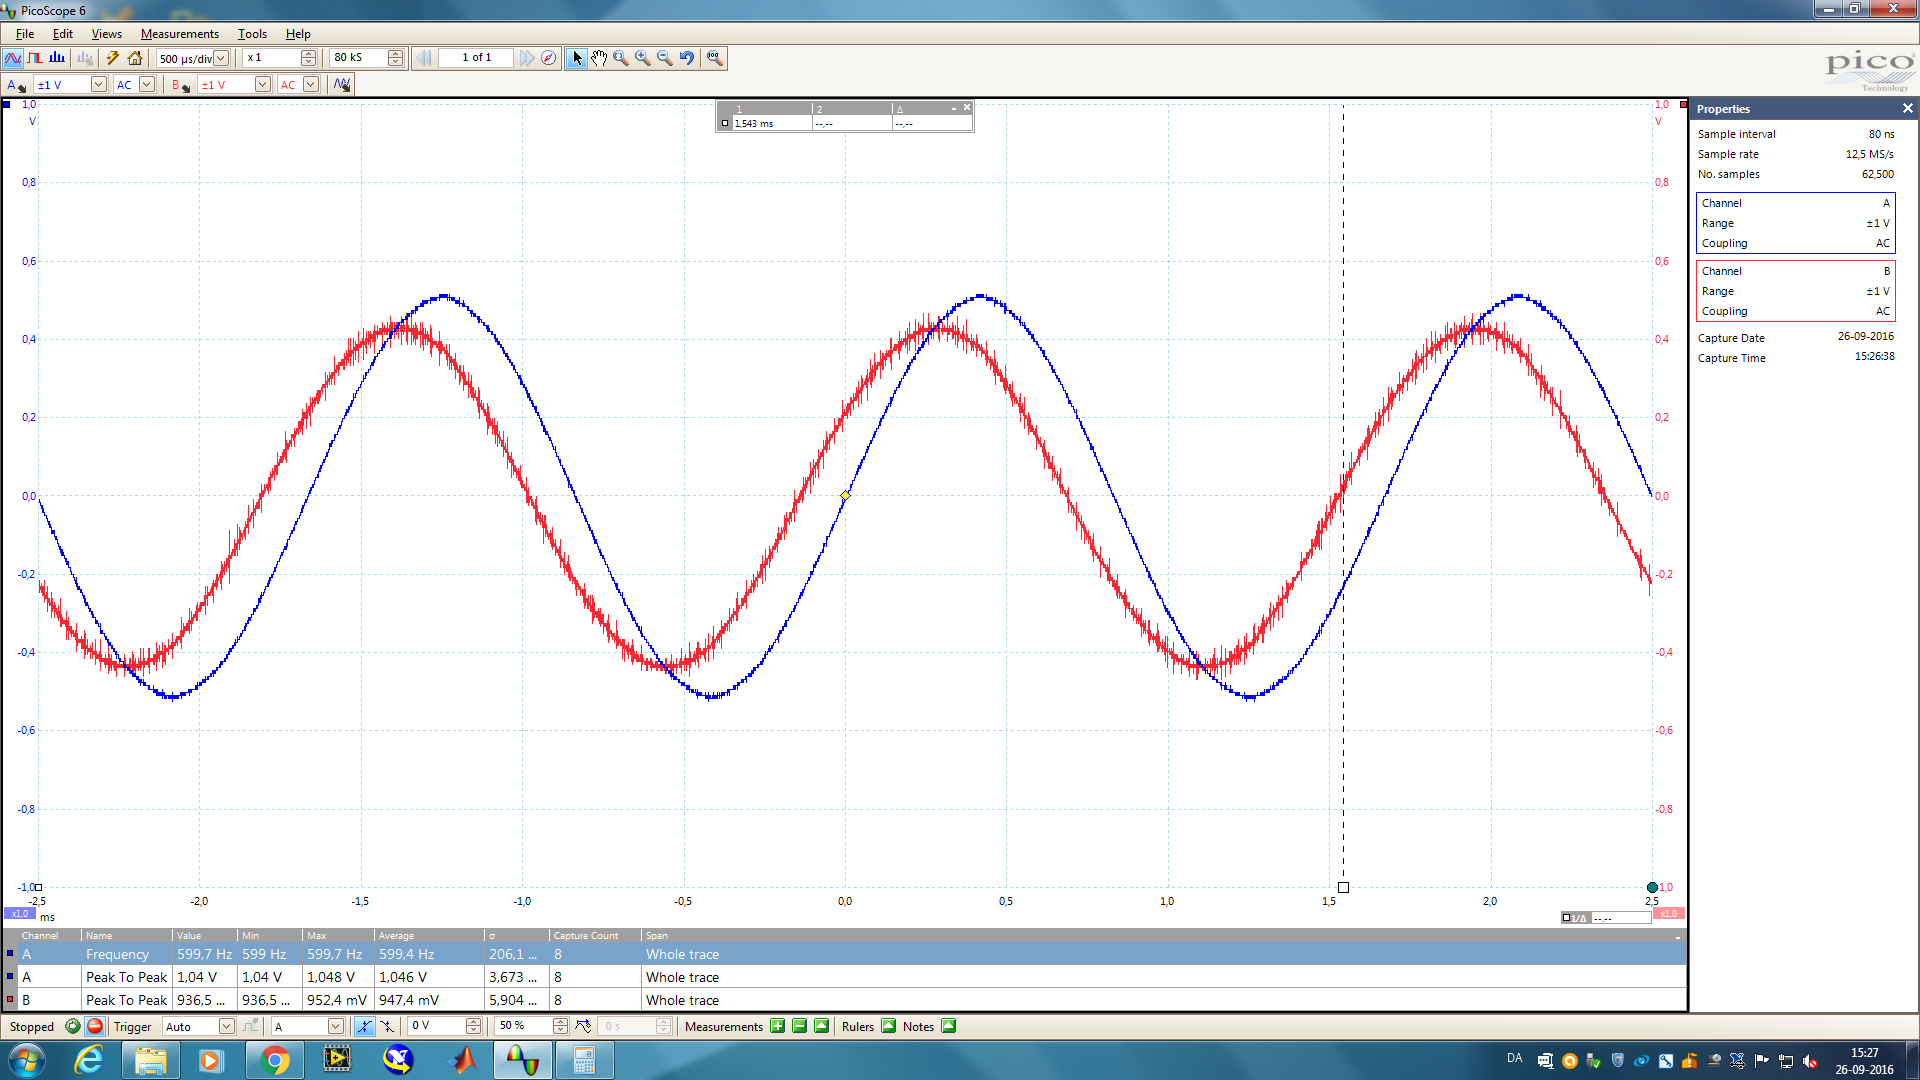 PicoScope 6
File Edit Views Measurements Tools Help
500 µs/div x 1 80 kS 1 of 1
pico
Technology
A ±1 V AC B ±1 V AC
1,0 1,0
V V
1 2 Δ
1,543 ms --,-- --,--
0,8 0,8
0,6 0,6
0,4 0,4
0,2 0,2
0,0 0,0
-0,2 -0,2
-0,4 -0,4
-0,6 -0,6
-0,8 -0,8
-1,0 -1,0
-2,5 -2,0 -1,5 -1,0 -0,5 0,0 0,5 1,0 1,5 2,0 2,5
x1,0 ms 1/Δ --,-- x1,0
Properties
Sample interval 80 ns
Sample rate 12,5 MS/s
No. samples 62,500
Channel A
Range ±1 V
Coupling AC
Channel B
Range ±1 V
Coupling AC
Capture Date 26-09-2016
Capture Time 15:26:38
Channel Name Value Min Max Average σ Capture Count Span
A Frequency 599,7 Hz 599 Hz 599,7 Hz 599,4 Hz 206,1 ... 8 Whole trace
A Peak To Peak 1,04 V 1,04 V 1,048 V 1,046 V 3,673 ... 8 Whole trace
B Peak To Peak 936,5 ... 936,5 ... 952,4 mV 947,4 mV 5,904 ... 8 Whole trace
Stopped Trigger Auto A 0 V 50 % 0 s Measurements Rulers Notes
DA 15:27
26-09-2016